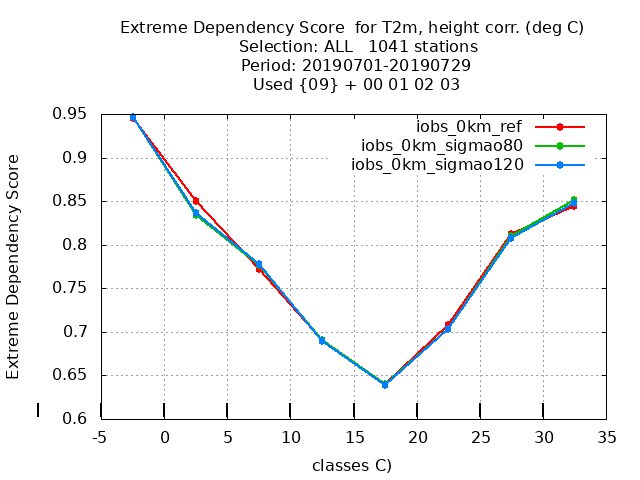 Extreme Dependency Score  for T2m, height corr. (deg C)
Selection: ALL   1041 stations
Period: 20190701-20190729
Used {09} + 00 01 02 03
iobs_0km_ref
iobs_0km_sigmao80
iobs_0km_sigmao120
Extreme Dependency Score
0.95
0.9
0.85
0.8
0.75
0.7
0.65
0.6
-5 0 5 10 15 20 25 30 35
classes C)